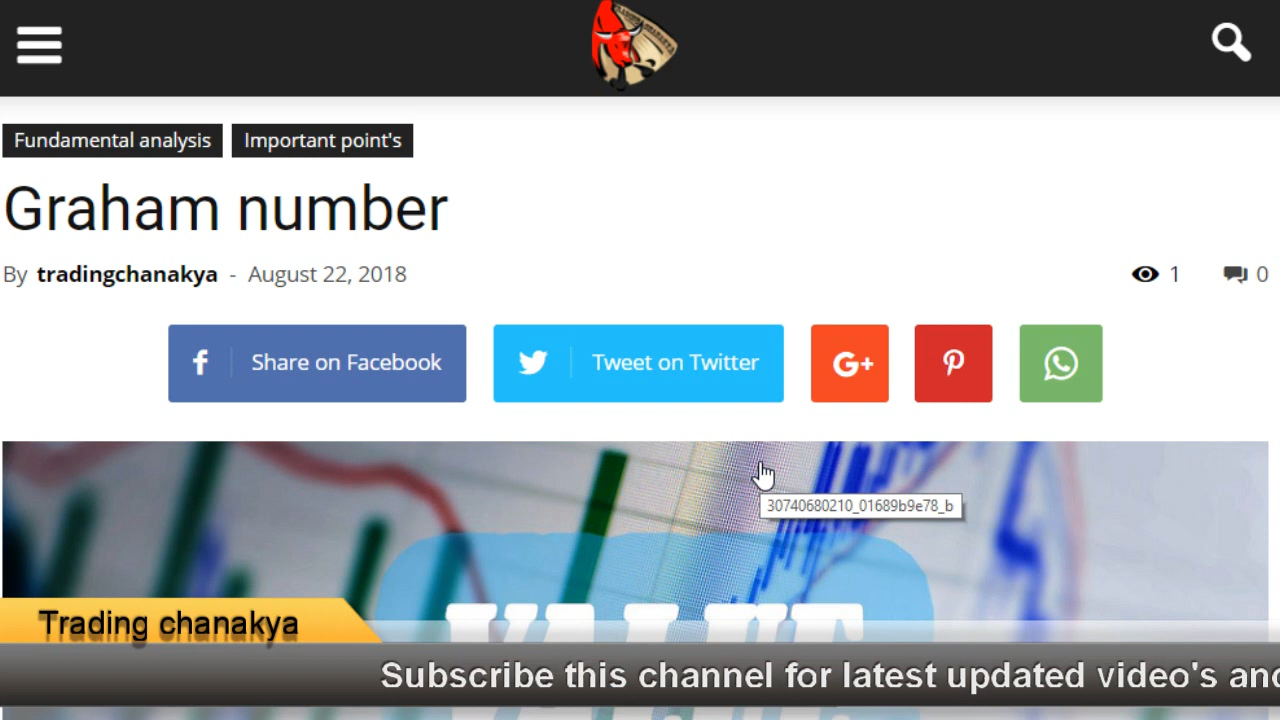 Fundamental analysis
Important point's
Graham number
By tradingchanakya - August 22, 2018
1
0
f Share on Facebook
Tweet on Twitter
G+
30740680210_01689b9e78_b
Trading chanakya
Subscribe this channel for latest updated video's and